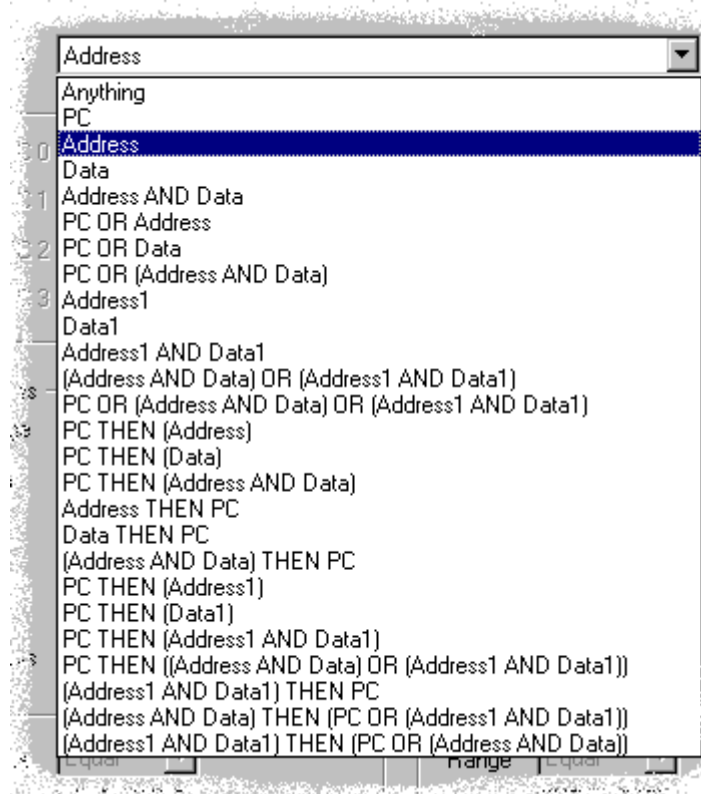 Address
Anything
PC
Address
Data
Address AND Data
PC OR Address
PC OR Data
PC OR (Address AND Data)
Address1
Data1
Address1 AND Data1
(Address AND Data) OR (Address1 AND Data1)
PC OR (Address AND Data) OR (Address1 AND Data1)
PC THEN (Address)
PC THEN (Data)
PC THEN (Address AND Data)
Address THEN PC
Data THEN PC
(Address AND Data) THEN PC
PC THEN (Address1)
PC THEN (Data1)
PC THEN (Address1 AND Data1)
PC THEN ((Address AND Data) OR (Address1 AND Data1))
(Address1 AND Data1) THEN PC
(Address AND Data) THEN (PC OR (Address1 AND Data1))
(Address1 AND Data1) THEN (PC OR (Address AND Data))
Equal Range Equal